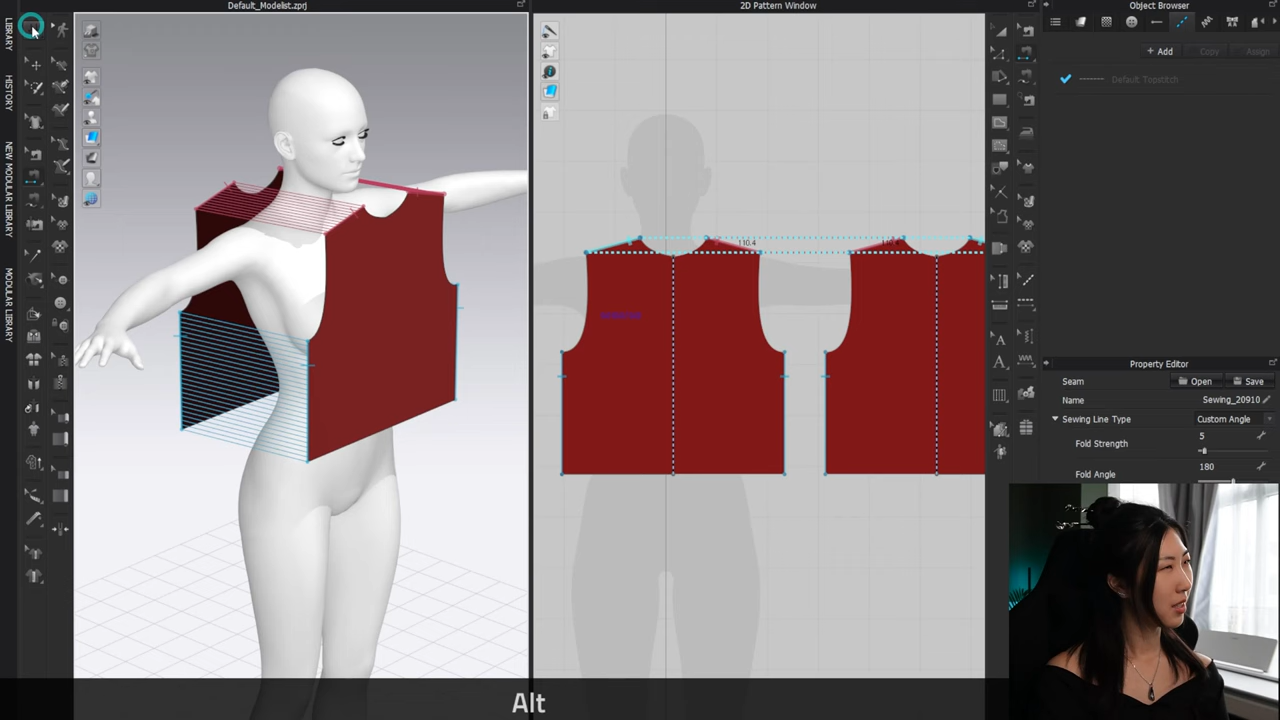 Default_Modelist.zprj
2D Pattern Window
Object Browser
LIBRARY
HISTORY
NEW MODULAR LIBRARY
MODULAR LIBRARY
+ Add
Copy
Assign
Default Topstitch
110.4
Property Editor
Seam
Open
Save
Name
Sewing_20910
Sewing Line Type
Custom Angle
Fold Strength
5
Fold Angle
180
Alt